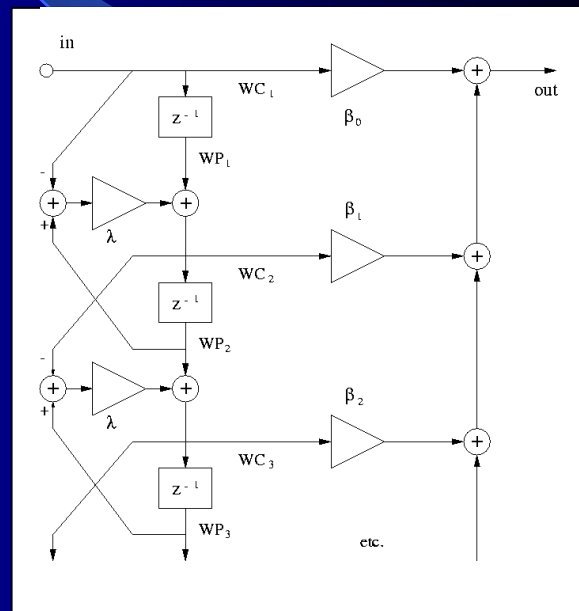 in
WC₁
β₀
out
z⁻¹
WP₁
-
+
+
+
+
λ
β₁
WC₂
+
z⁻¹
WP₂
-
+
+
+
λ
β₂
WC₃
+
z⁻¹
WP₃
etc.